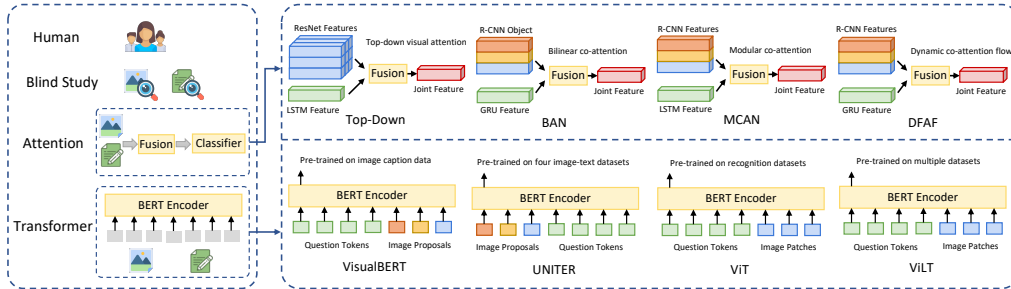 Human
Blind Study
Attention
Fusion
Classifier
Transformer
BERT Encoder
ResNet Features
Top-down visual attention
Fusion
Joint Feature
LSTM Feature
Top-Down
R-CNN Object
Bilinear co-attention
Fusion
Joint Feature
GRU Feature
BAN
R-CNN Features
Modular co-attention
Fusion
Joint Feature
LSTM Feature
MCAN
R-CNN Features
Dynamic co-attention flow
Fusion
Joint Feature
GRU Feature
DFAF
Pre-trained on image caption data
BERT Encoder
Question Tokens
Image Proposals
VisualBERT
Pre-trained on four image-text datasets
BERT Encoder
Image Proposals
Question Tokens
UNITER
Pre-trained on recognition datasets
BERT Encoder
Question Tokens
Image Patches
ViT
Pre-trained on multiple datasets
BERT Encoder
Question Tokens
Image Patches
ViLT